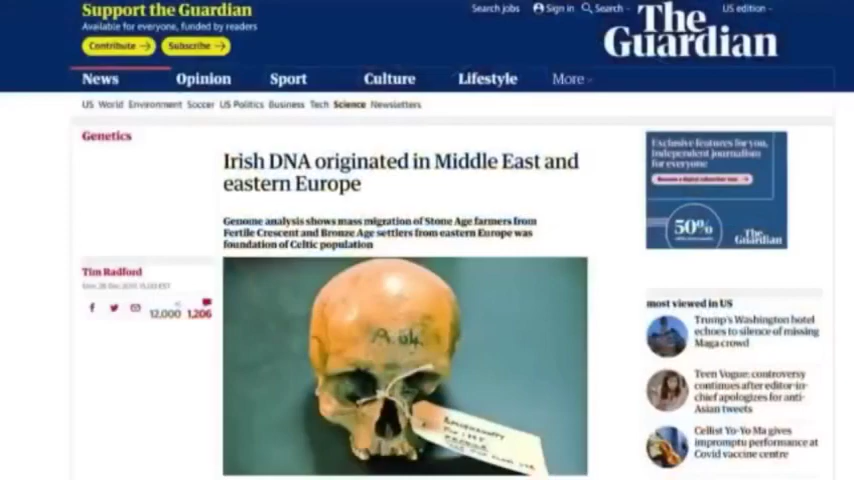 Support the Guardian
Available for everyone, funded by readers
Contribute →
Subscribe →
Search jobs
Sign in
Search
US edition
The
Guardian
News
Opinion
Sport
Culture
Lifestyle
More
US World Environment Soccer US Politics Business Tech Science Newsletters
Genetics
Irish DNA originated in Middle East and
eastern Europe
Genome analysis shows mass migration of Stone Age farmers from
Fertile Crescent and Bronze Age settlers from eastern Europe was
foundation of Celtic population
Tim Radford
12,000 1,206
Exclusive features for you,
independent journalism
for everyone
50%
The
Guardian
most viewed in US
Trump's Washington hotel
echoes to silence of missing
Maga crowd
Teen Vogue: controversy
continues after editor-in-
chief apologizes for anti-
Asian tweets
Cellist Yo-Yo Ma gives
impromptu performance at
Covid vaccine centre